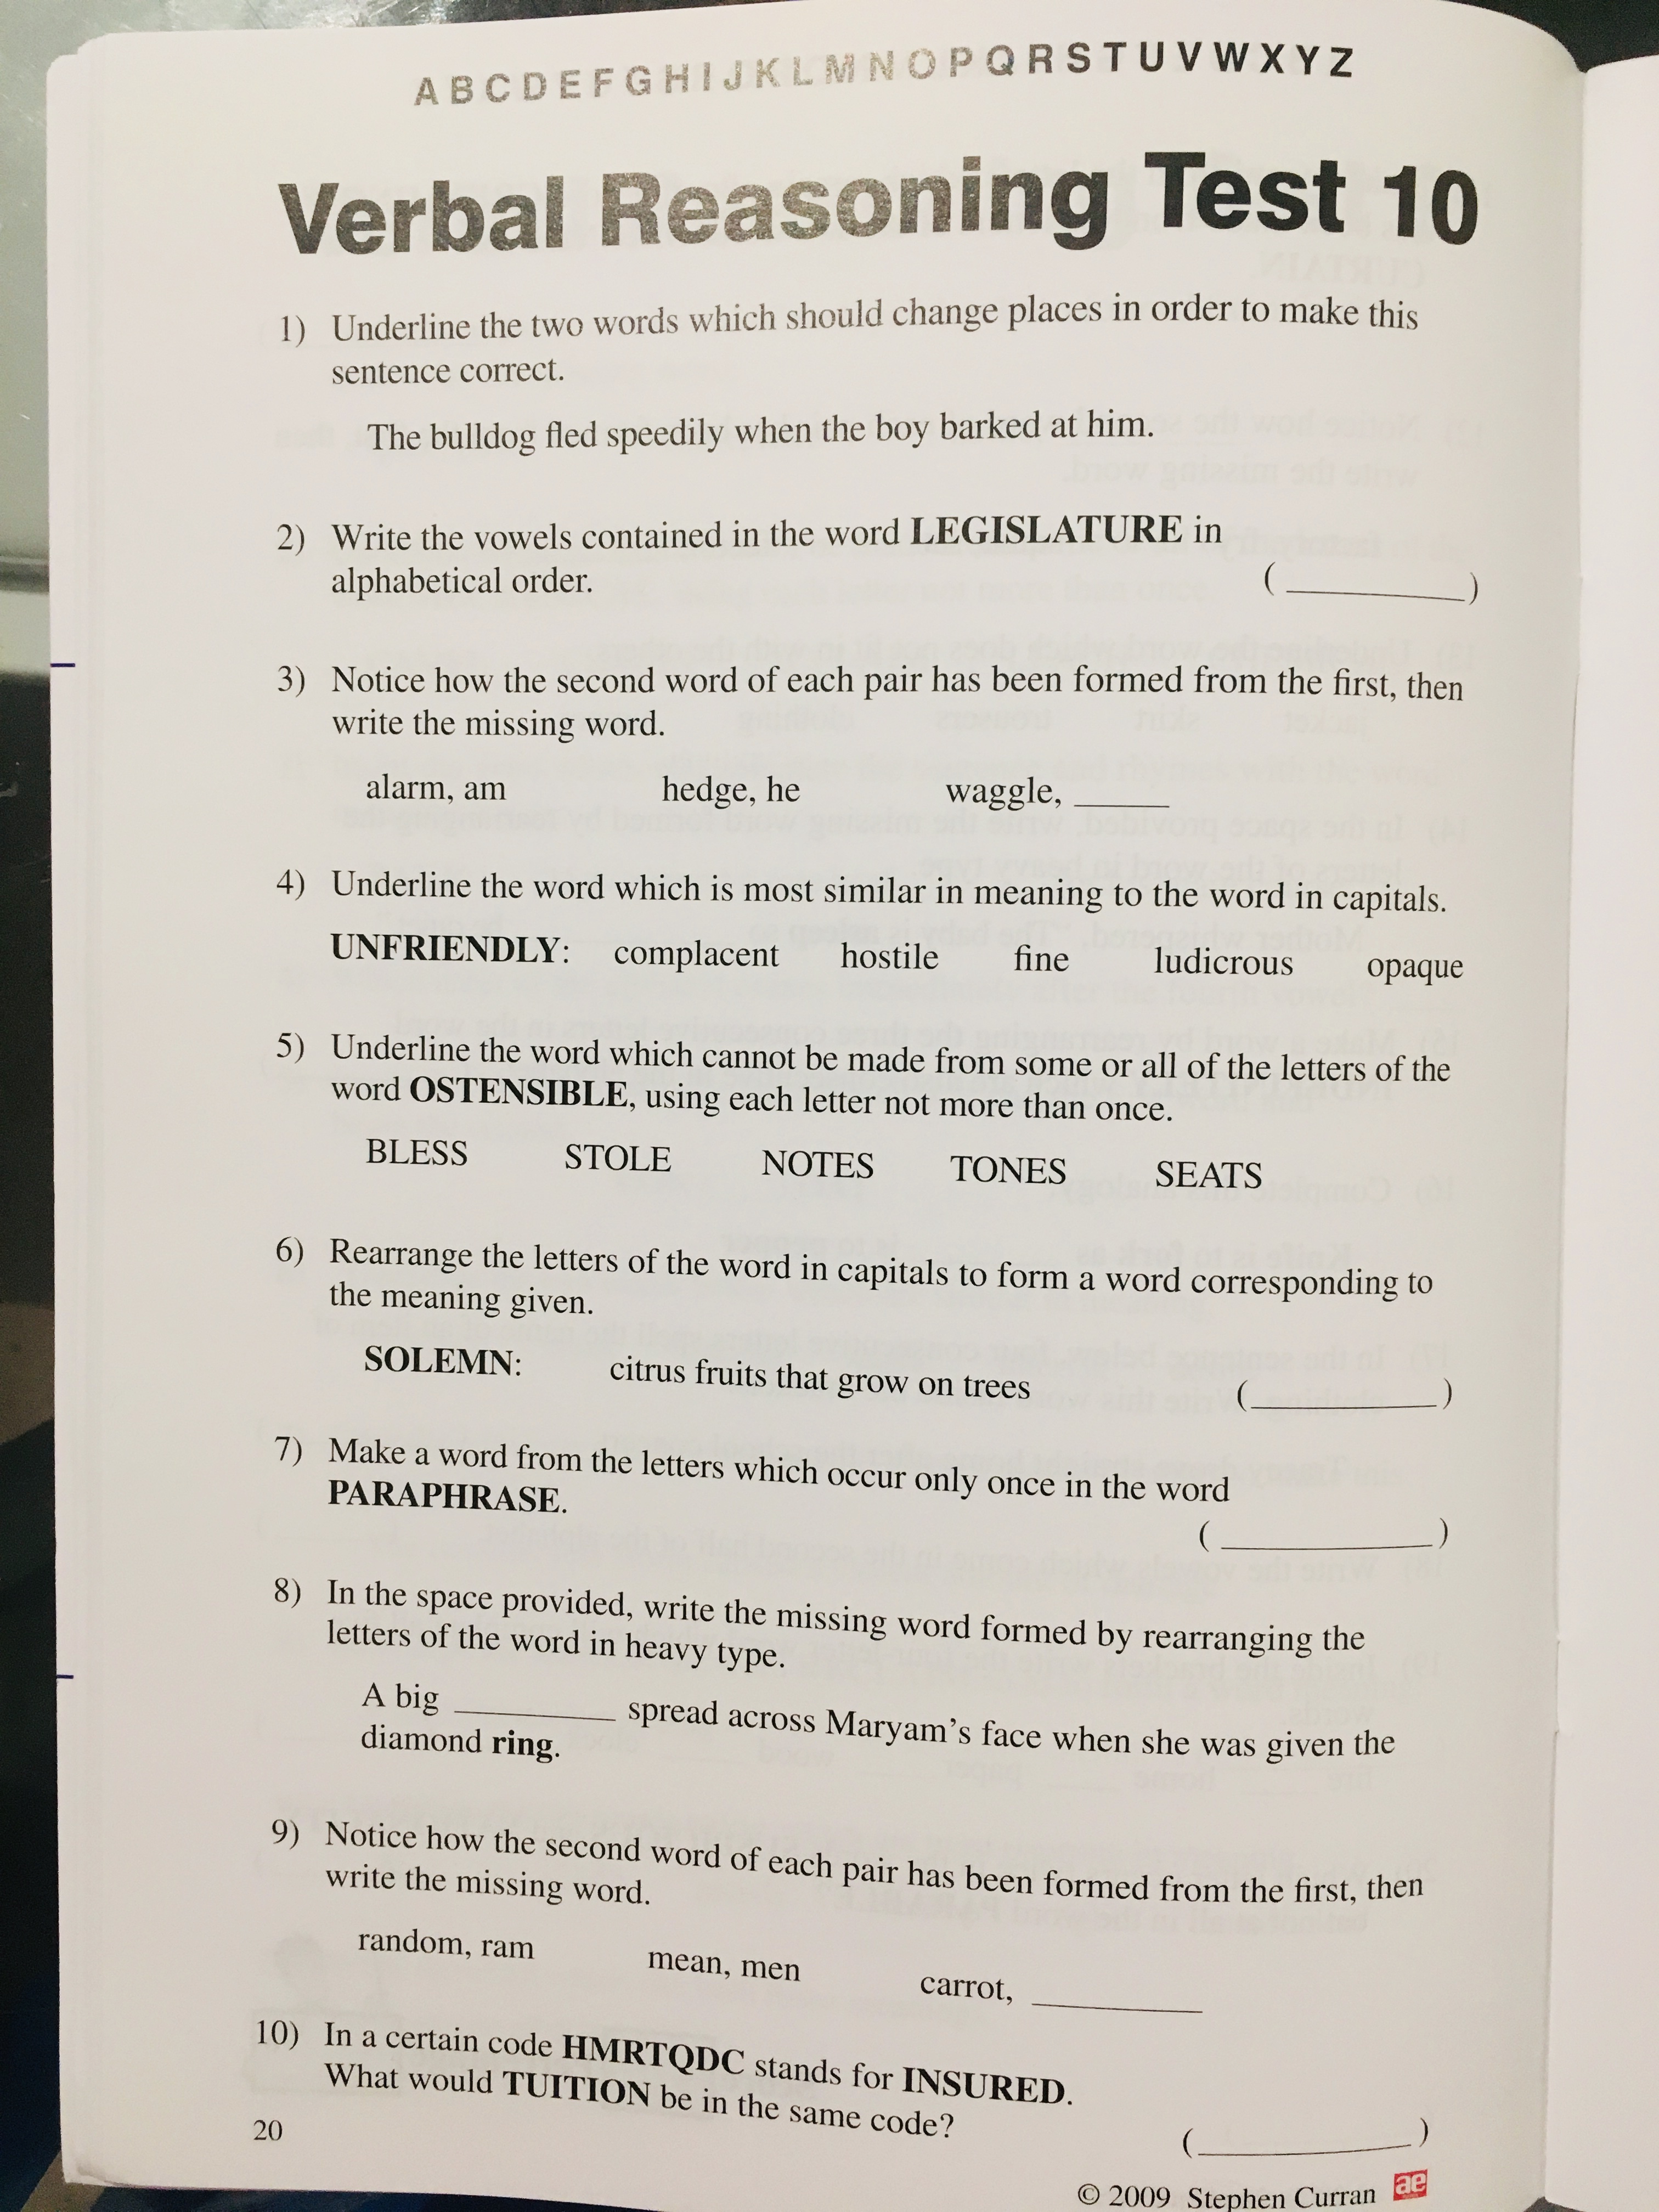 A B C D E F G H I J K L M N O P Q R S T U V W X Y Z
Verbal Reasoning Test 10
1) Underline the two words which should change places in order to make this
sentence correct.
The bulldog fled speedily when the boy barked at him.
2) Write the vowels contained in the word LEGISLATURE in
alphabetical order. (__________)
3) Notice how the second word of each pair has been formed from the first, then
write the missing word.
alarm, am hedge, he waggle, _____
4) Underline the word which is most similar in meaning to the word in capitals.
UNFRIENDLY: complacent hostile fine ludicrous opaque
5) Underline the word which cannot be made from some or all of the letters of the
word OSTENSIBLE, using each letter not more than once.
BLESS STOLE NOTES TONES SEATS
6) Rearrange the letters of the word in capitals to form a word corresponding to
the meaning given.
SOLEMN: citrus fruits that grow on trees (__________)
7) Make a word from the letters which occur only once in the word
PARAPHRASE. (__________)
8) In the space provided, write the missing word formed by rearranging the
letters of the word in heavy type.
A big _________ spread across Maryam's face when she was given the
diamond ring.
9) Notice how the second word of each pair has been formed from the first, then
write the missing word.
random, ram mean, men carrot, _________
10) In a certain code HMRTQDC stands for INSURED.
What would TUITION be in the same code? (__________)
20
© 2009 Stephen Curran ae